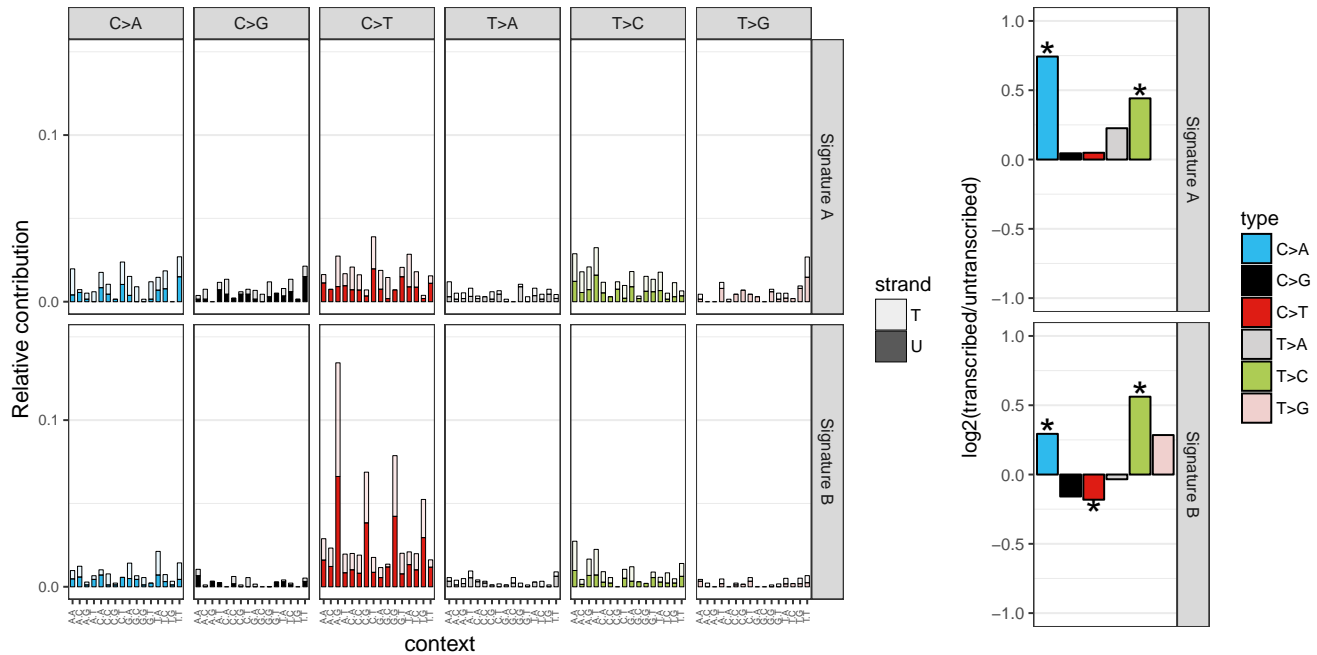 C>A C>G C>T T>A T>C T>G
0.1
0.0
Signature A
0.1
0.0
Signature B
Relative contribution
A.A A.C A.G A.T C.A C.C C.G C.T G.A G.C G.G G.T T.A T.C T.G T.T A.A A.C A.G A.T C.A C.C C.G C.T G.A G.C G.G G.T T.A T.C T.G T.T A.A A.C A.G A.T C.A C.C C.G C.T G.A G.C G.G G.T T.A T.C T.G T.T A.A A.C A.G A.T C.A C.C C.G C.T G.A G.C G.G G.T T.A T.C T.G T.T A.A A.C A.G A.T C.A C.C C.G C.T G.A G.C G.G G.T T.A T.C T.G T.T A.A A.C A.G A.T C.A C.C C.G C.T G.A G.C G.G G.T T.A T.C T.G T.T
context
strand
T
U
log2(transcribed/untranscribed)
1.0
0.5
0.0
−0.5
−1.0
* *
Signature A
1.0
0.5
0.0
−0.5
−1.0
* * *
Signature B
type
C>A
C>G
C>T
T>A
T>C
T>G